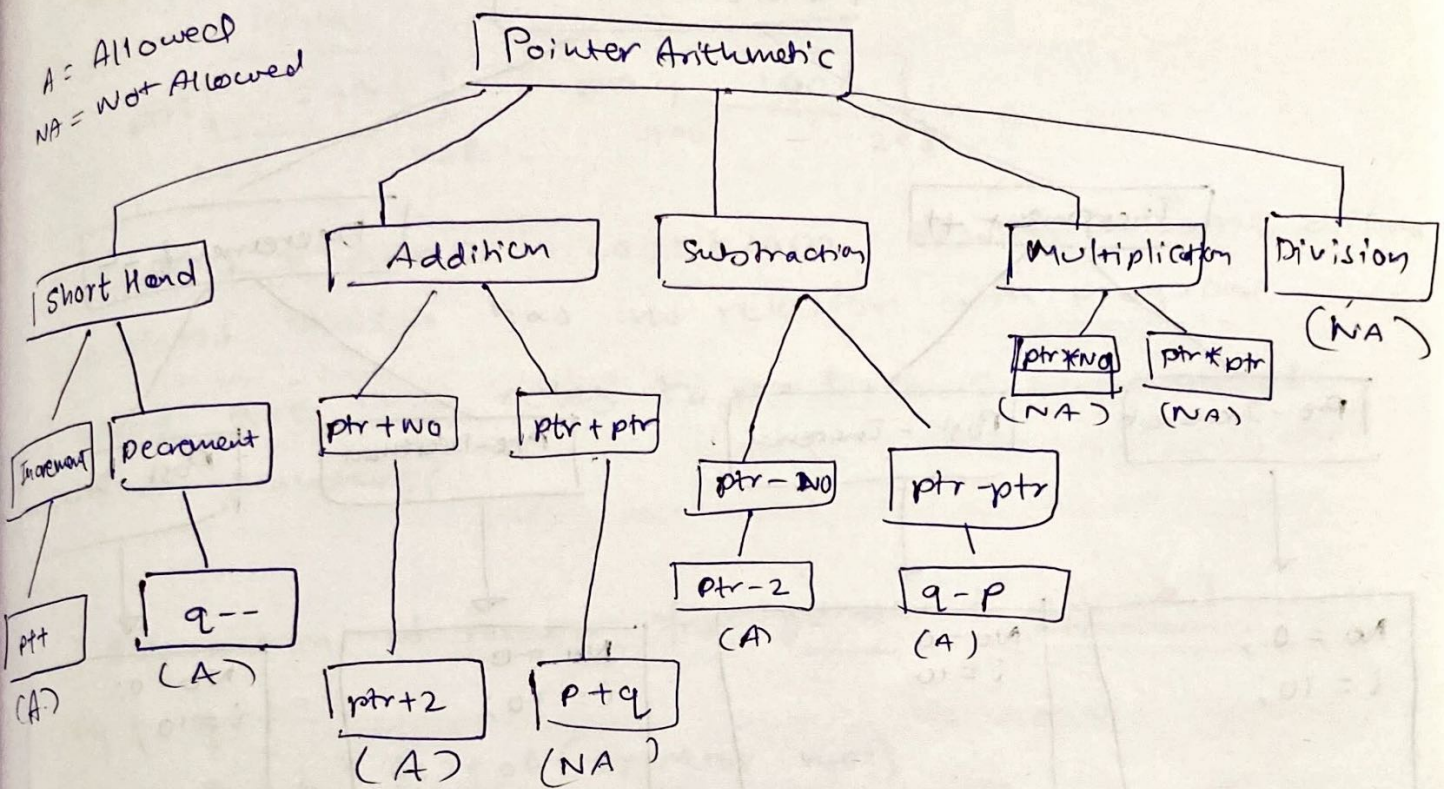 A = Allowed
NA = Not Allowed
Pointer Arithmetic
Short Hand
Addition
Subtraction
Multiplication
Division
(NA)
ptr*No
ptr*ptr
(NA)
(NA)
Increment
Decrement
ptr+No
ptr+ptr
ptr-No
ptr-ptr
p++
q--
ptr-2
q-p
(A)
(A)
(A)
(A)
ptr+2
p+q
(A)
(NA)